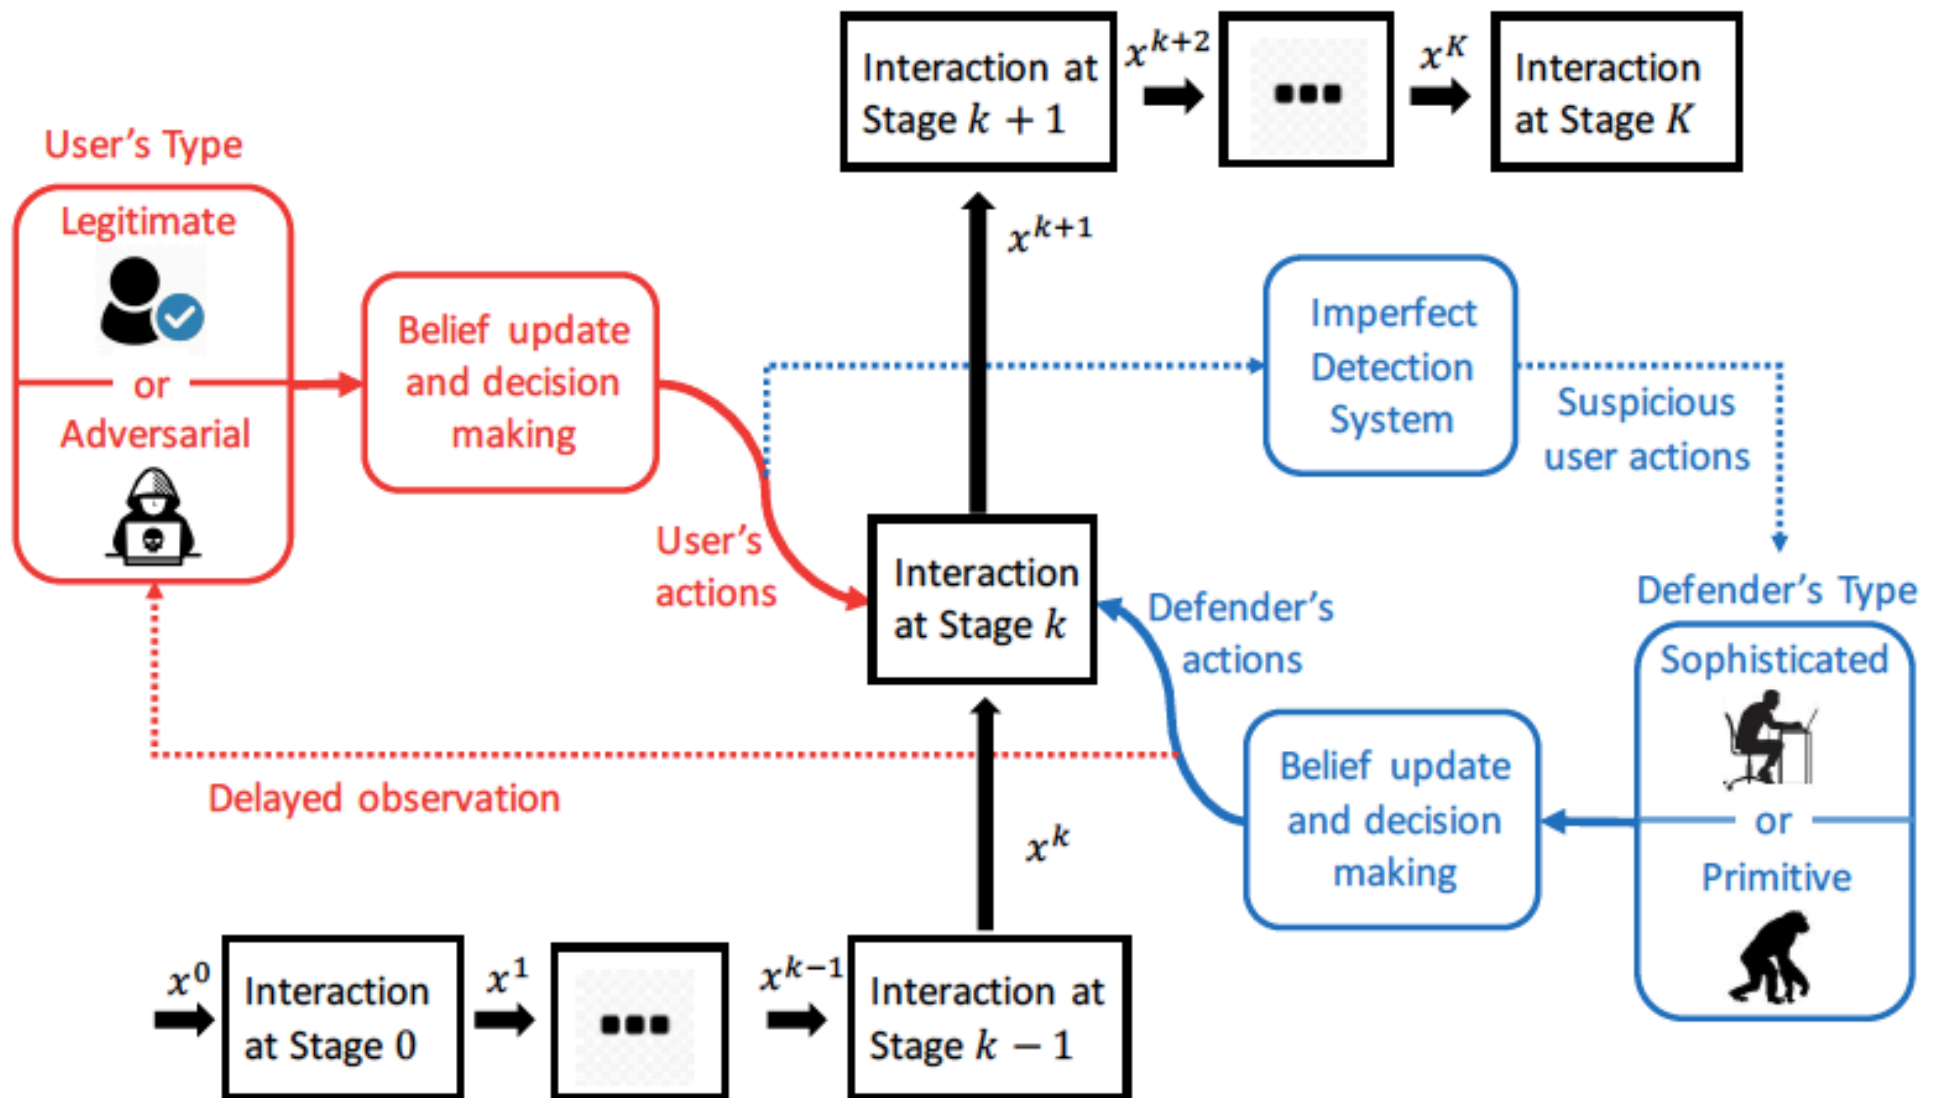 Interaction at
Stage k + 1
x^{k+2}
x^{K}
Interaction
at Stage K
User's Type
Legitimate
or
Adversarial
Belief update
and decision
making
x^{k+1}
Imperfect
Detection
System
Suspicious
user actions
User's
actions
Interaction
at Stage k
Defender's
actions
Defender's Type
Sophisticated
or
Primitive
Belief update
and decision
making
Delayed observation
x^{k}
x^{0}
Interaction
at Stage 0
x^{1}
x^{k-1}
Interaction at
Stage k − 1